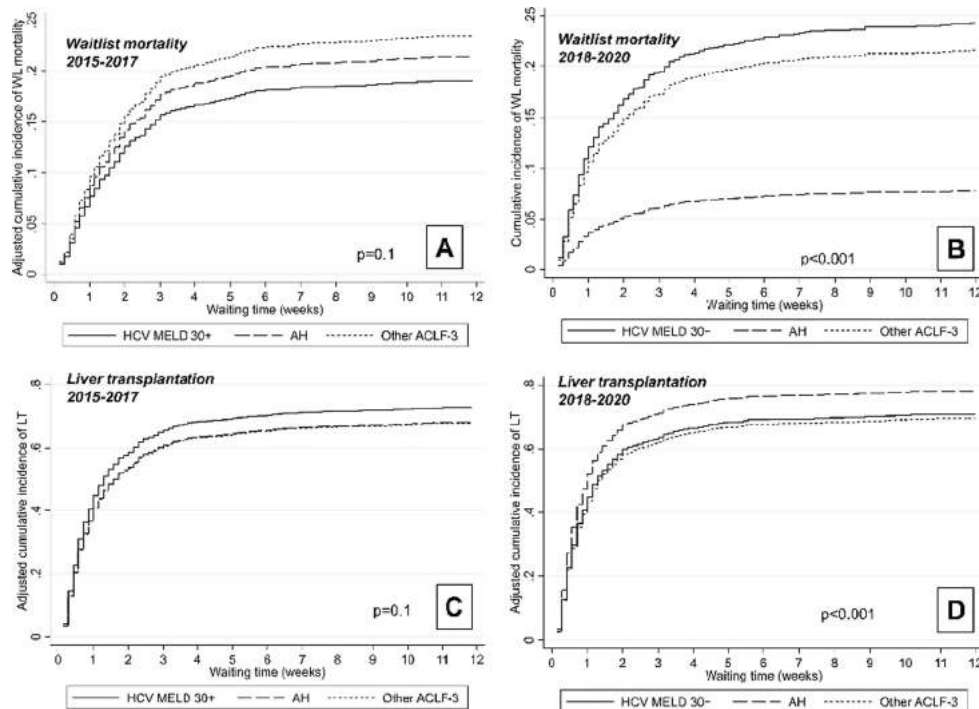 Waitlist mortality
2015-2017
Adjusted cumulative incidence of WL mortality
.25
.2
.15
.1
.05
0
p=0.1
A
0 1 2 3 4 5 6 7 8 9 10 11 12
Waiting time (weeks)
HCV MELD 30+ AH Other ACLF-3
Waitlist mortality
2018-2020
Cumulative incidence of WL mortality
.25
.2
.15
.1
.05
0
p<0.001
B
0 1 2 3 4 5 6 7 8 9 10 11 12
Waiting time (weeks)
HCV MELD 30− AH Other ACLF-3
Liver transplantation
2015-2017
Adjusted cumulative incidence of LT
.8
.6
.4
.2
0
p=0.1
C
0 1 2 3 4 5 6 7 8 9 10 11 12
Waiting time (weeks)
HCV MELD 30+ AH Other ACLF-3
Liver transplantation
2018-2020
Adjusted cumulative incidence of LT
.8
.6
.4
.2
0
p<0.001
D
0 1 2 3 4 5 6 7 8 9 10 11 12
Waiting time (weeks)
HCV MELD 30− AH Other ACLF-3